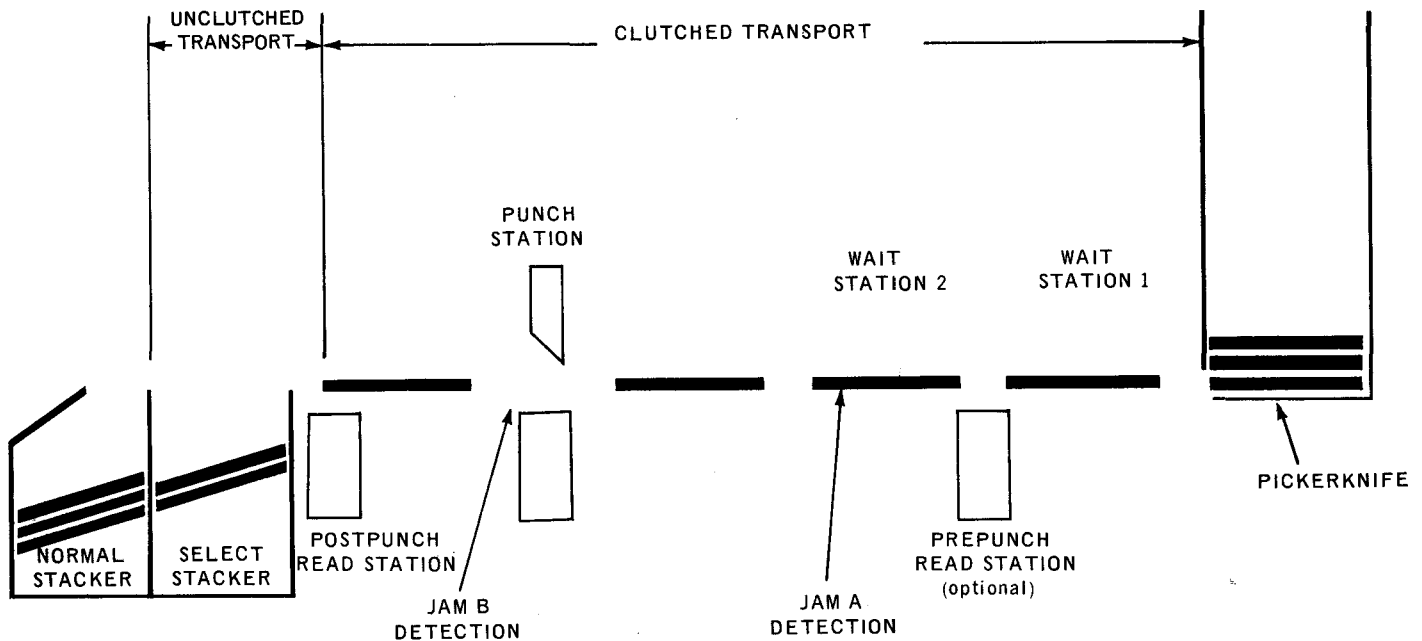 UNCLUTCHED
TRANSPORT
CLUTCHED TRANSPORT
PUNCH
STATION
WAIT
STATION 2
WAIT
STATION 1
PICKERKNIFE
NORMAL
STACKER
SELECT
STACKER
POSTPUNCH
READ STATION
PREPUNCH
READ STATION
(optional)
JAM B
DETECTION
JAM A
DETECTION